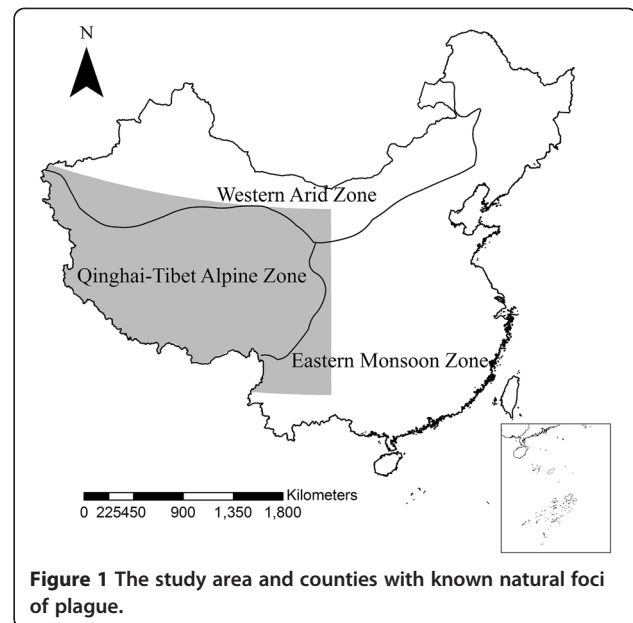 N
Western Arid Zone
Qinghai-Tibet Alpine Zone
Eastern Monsoon Zone
Kilometers
0 225450 900 1,350 1,800
Figure 1 The study area and counties with known natural foci
of plague.